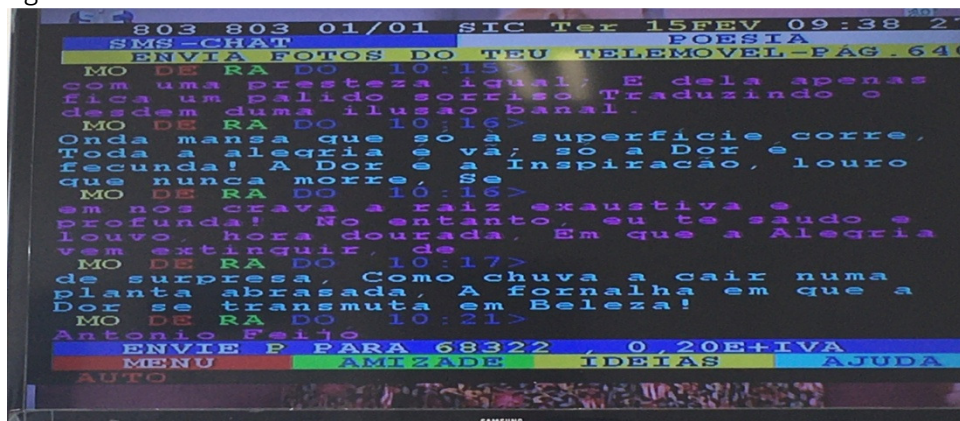 803 803 01/01 SIC Ter 15FEV 09:38 2
SMS-CHAT POESIA
ENVIA FOTOS DO TEU TELEMOVEL-PÁG.640
MO DE RA DO 10:15>
com uma presteza igual, E dela apenas
fica um palido sorriso Traduzindo o
desdem duma ilusao banal.
MO DE RA DO 10:16>
Onda mansa que só à superfície corre,
Toda a alegria é vã; só a Dor é
fecunda! A Dor é a Inspiracão, louro
que nunca morre, Se
MO DE RA DO 10:16>
em nos crava a raiz exaustiva e
profunda! No entanto, eu te saudo e
louvo, hora dourada, Em que a Alegria
vem extinguir, de
MO DE RA DO 10:17>
de surpresa, Como chuva a cair numa
planta abrasada, A fornalha em que a
Dor se transmuta em Beleza!
MO DE RA DO 10:21>
Antonio Feijo
ENVIE P PARA 68322 , 0,20E+IVA
MENU AMIZADE IDEIAS AJUDA
AUTO
SAMSUNG